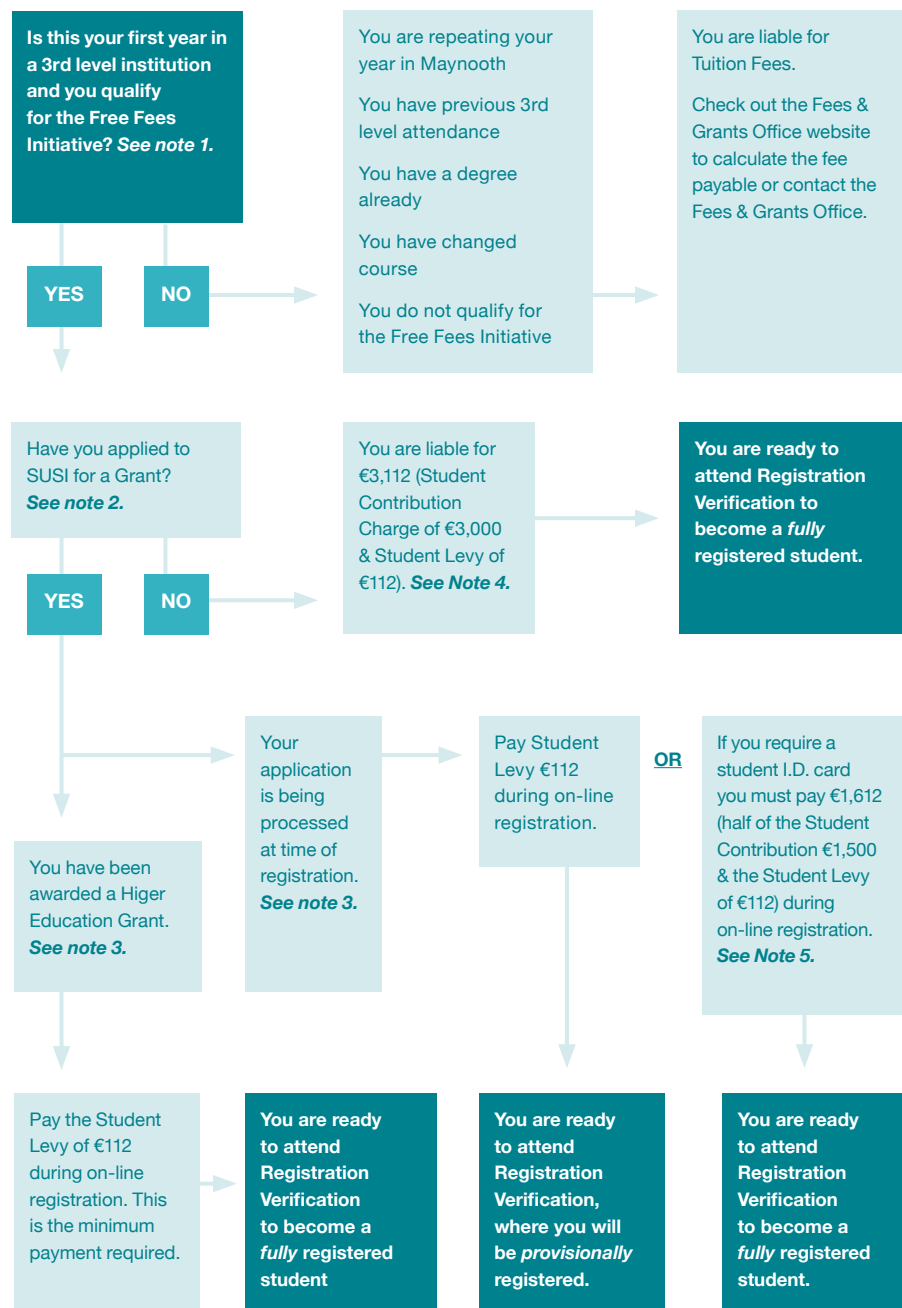 Is this your first year in
a 3rd level institution
and you qualify
for the Free Fees
Initiative? See note 1.
YES
NO
You are repeating your
year in Maynooth
You have previous 3rd
level attendance
You have a degree
already
You have changed
course
You do not qualify for
the Free Fees Initiative
You are liable for
Tuition Fees.
Check out the Fees &
Grants Office website
to calculate the fee
payable or contact the
Fees & Grants Office.
Have you applied to
SUSI for a Grant?
See note 2.
YES
NO
You are liable for
€3,112 (Student
Contribution
Charge of €3,000
& Student Levy of
€112). See Note 4.
You are ready to
attend Registration
Verification to
become a fully
registered student.
Your
application
is being
processed
at time of
registration.
See note 3.
Pay Student
Levy €112
during on-line
registration.
OR
If you require a
student I.D. card
you must pay €1,612
(half of the Student
Contribution €1,500
& the Student Levy
of €112) during
on-line registration.
See Note 5.
You have been
awarded a Higer
Education Grant.
See note 3.
Pay the Student
Levy of €112
during on-line
registration. This
is the minimum
payment required.
You are ready
to attend
Registration
Verification
to become a
fully registered
student
You are ready
to attend
Registration
Verification,
where you will
be provisionally
registered.
You are ready
to attend
Registration
Verification
to become a
fully registered
student.